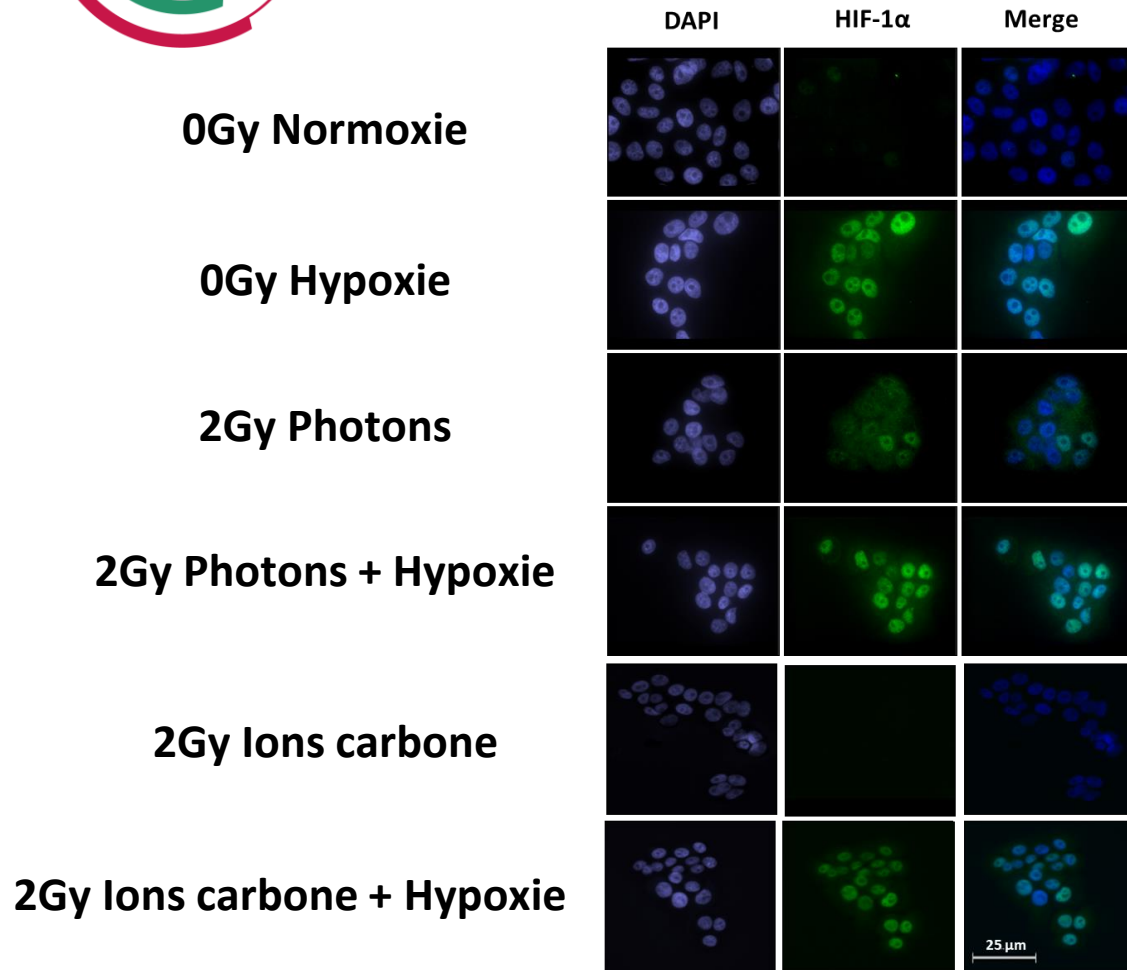 DAPI HIF-1α Merge
0Gy Normoxie
0Gy Hypoxie
2Gy Photons
2Gy Photons + Hypoxie
2Gy Ions carbone
2Gy Ions carbone + Hypoxie
25 µm